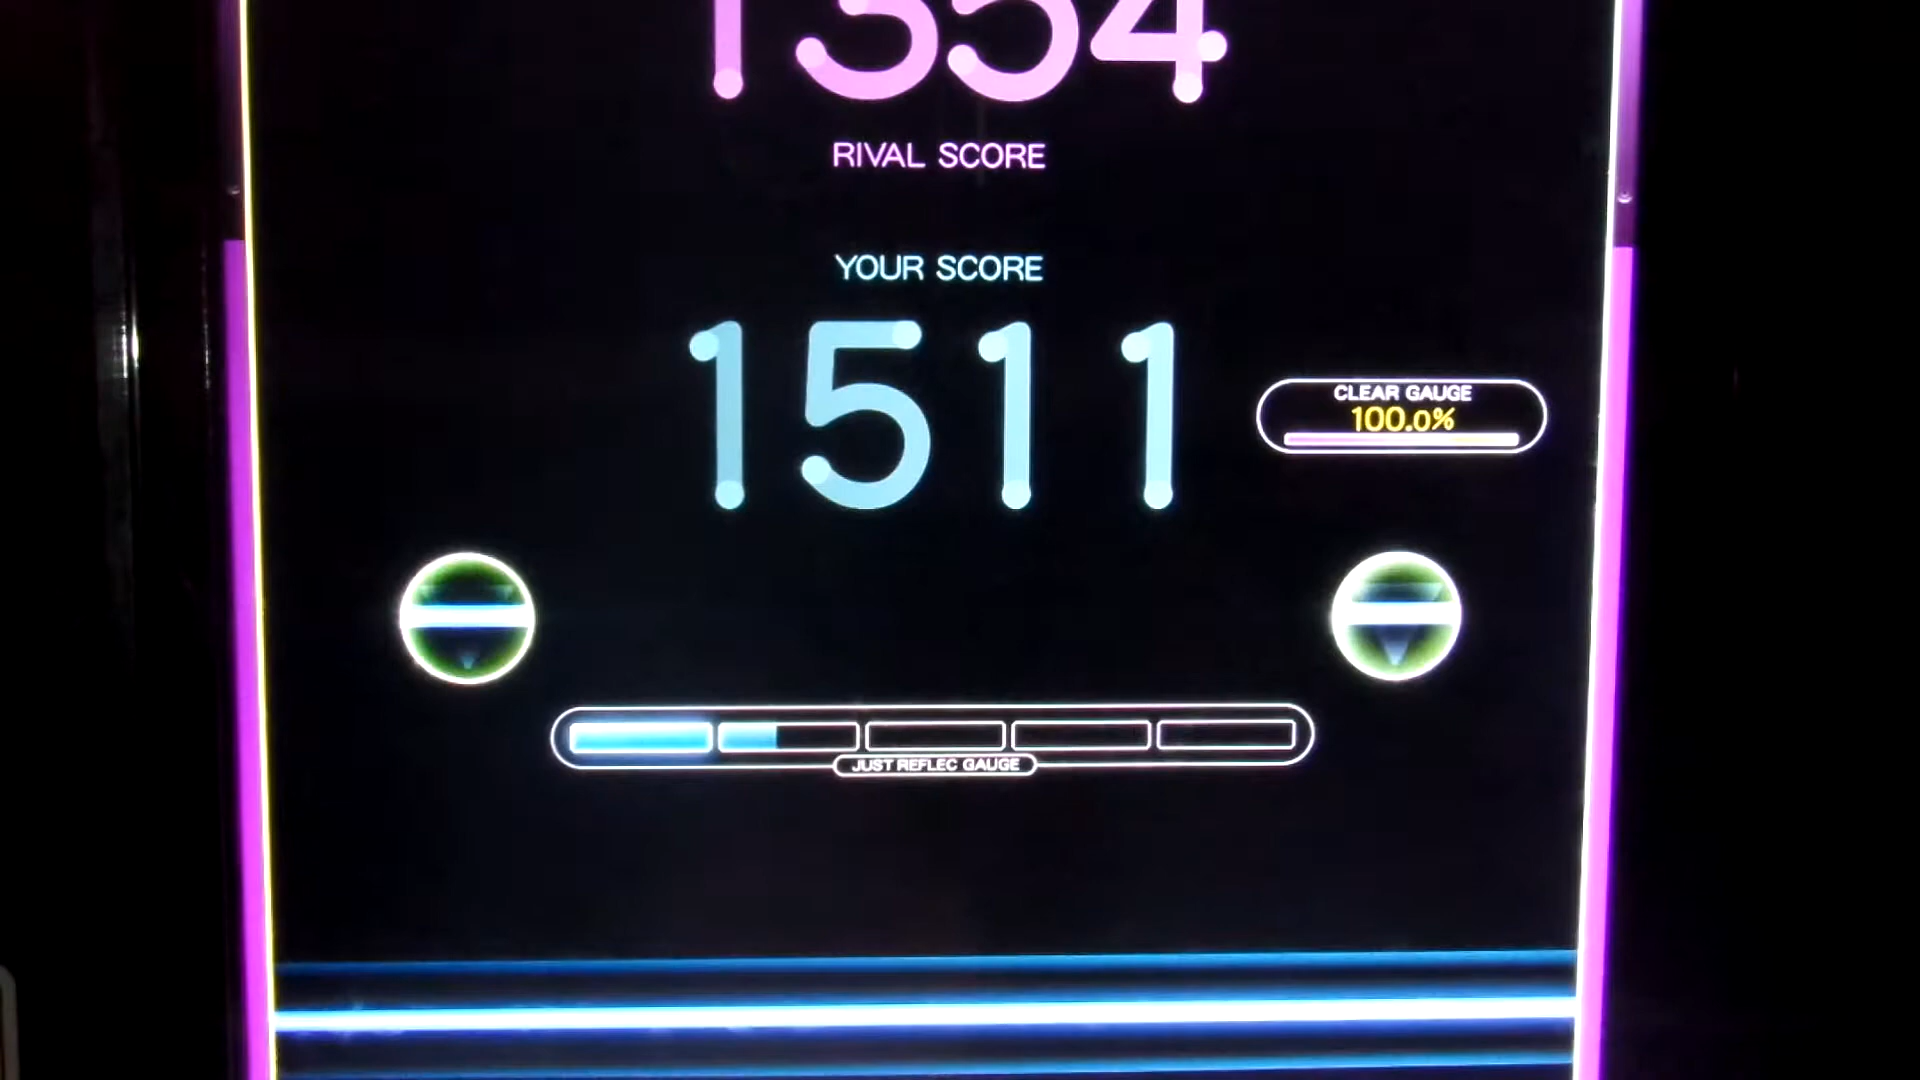 1354
RIVAL SCORE
YOUR SCORE
1511
CLEAR GAUGE
100.0%
JUST REFLEC GAUGE